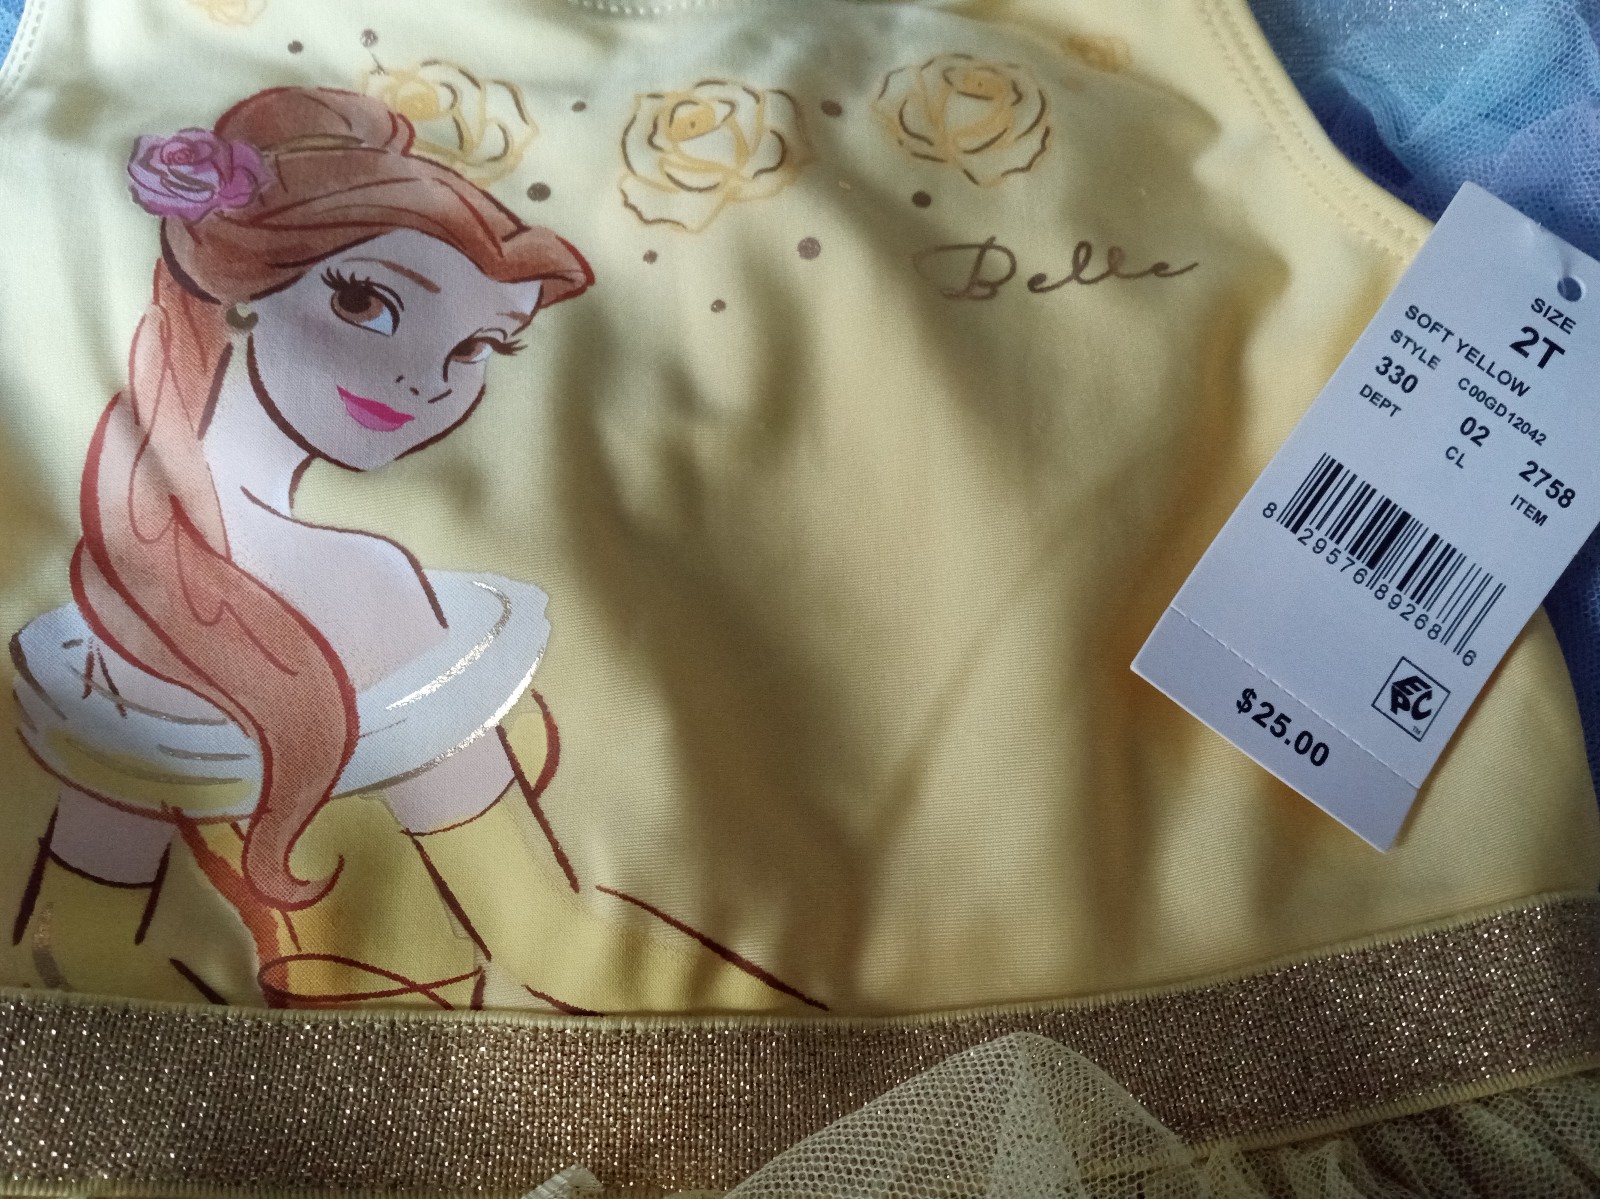 Belle
SIZE
2T
SOFT YELLOW
STYLE C00GD12042
330 02 2758
DEPT CL ITEM
8 29576 89268 6
EPC
$25.00